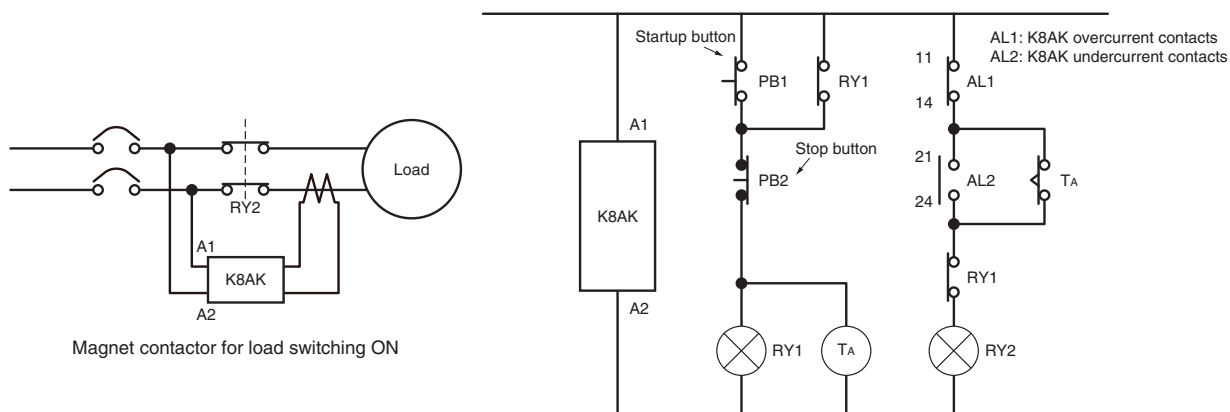 Load
RY2
A1
K8AK
A2
Magnet contactor for load switching ON
AL1: K8AK overcurrent contacts
AL2: K8AK undercurrent contacts
Startup button
PB1
RY1
11
AL1
14
A1
Stop button
PB2
K8AK
21
AL2
TA
24
RY1
A2
RY1
TA
RY2